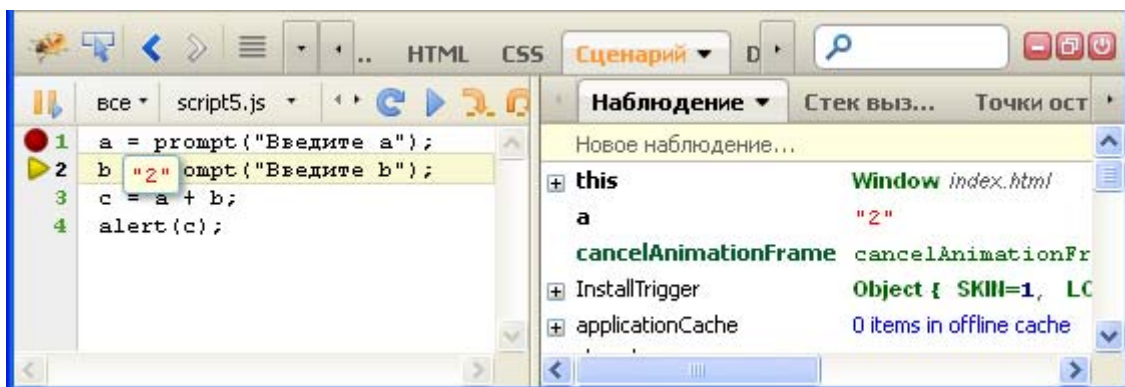 .. HTML CSS Сценарий D
все script5.js
1 a = prompt("Введите a");
2 b "2" ompt("Введите b");
3 c = a + b;
4 alert(c);
Наблюдение Стек выз... Точки ост
Новое наблюдение...
this Window index.html
a "2"
cancelAnimationFrame cancelAnimationFr
InstallTrigger Object { SKIN=1, LO
applicationCache 0 items in offline cache